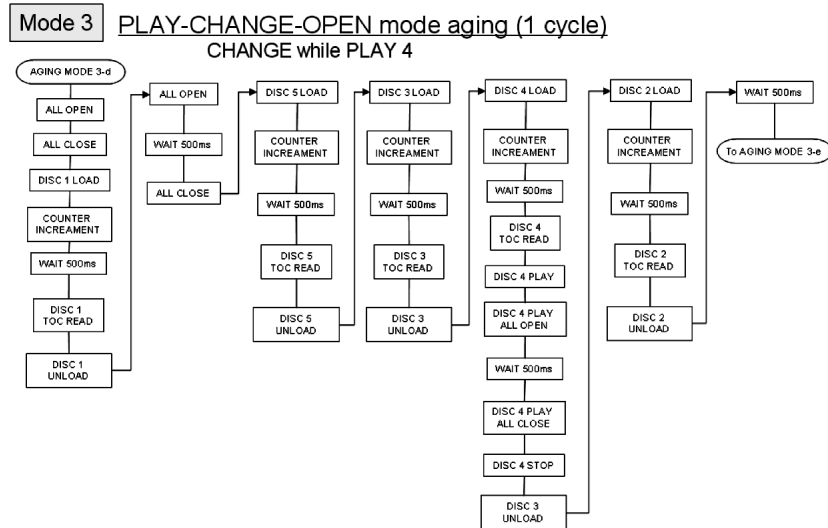 Mode 3
PLAY-CHANGE-OPEN mode aging (1 cycle)
CHANGE while PLAY 4
AGING MODE 3-d
ALL OPEN
ALL CLOSE
DISC 1 LOAD
COUNTER
INCREAMENT
WAIT 500ms
DISC 1
TOC READ
DISC 1
UNLOAD
ALL OPEN
WAIT 500ms
ALL CLOSE
DISC 5 LOAD
COUNTER
INCREAMENT
WAIT 500ms
DISC 5
TOC READ
DISC 5
UNLOAD
DISC 3 LOAD
COUNTER
INCREAMENT
WAIT 500ms
DISC 3
TOC READ
DISC 3
UNLOAD
DISC 4 LOAD
COUNTER
INCREAMENT
WAIT 500ms
DISC 4
TOC READ
DISC 4 PLAY
DISC 4 PLAY
ALL OPEN
WAIT 500ms
DISC 4 PLAY
ALL CLOSE
DISC 4 STOP
DISC 3
UNLOAD
DISC 2 LOAD
COUNTER
INCREAMENT
WAIT 500ms
DISC 2
TOC READ
DISC 2
UNLOAD
WAIT 500ms
To AGING MODE 3-e